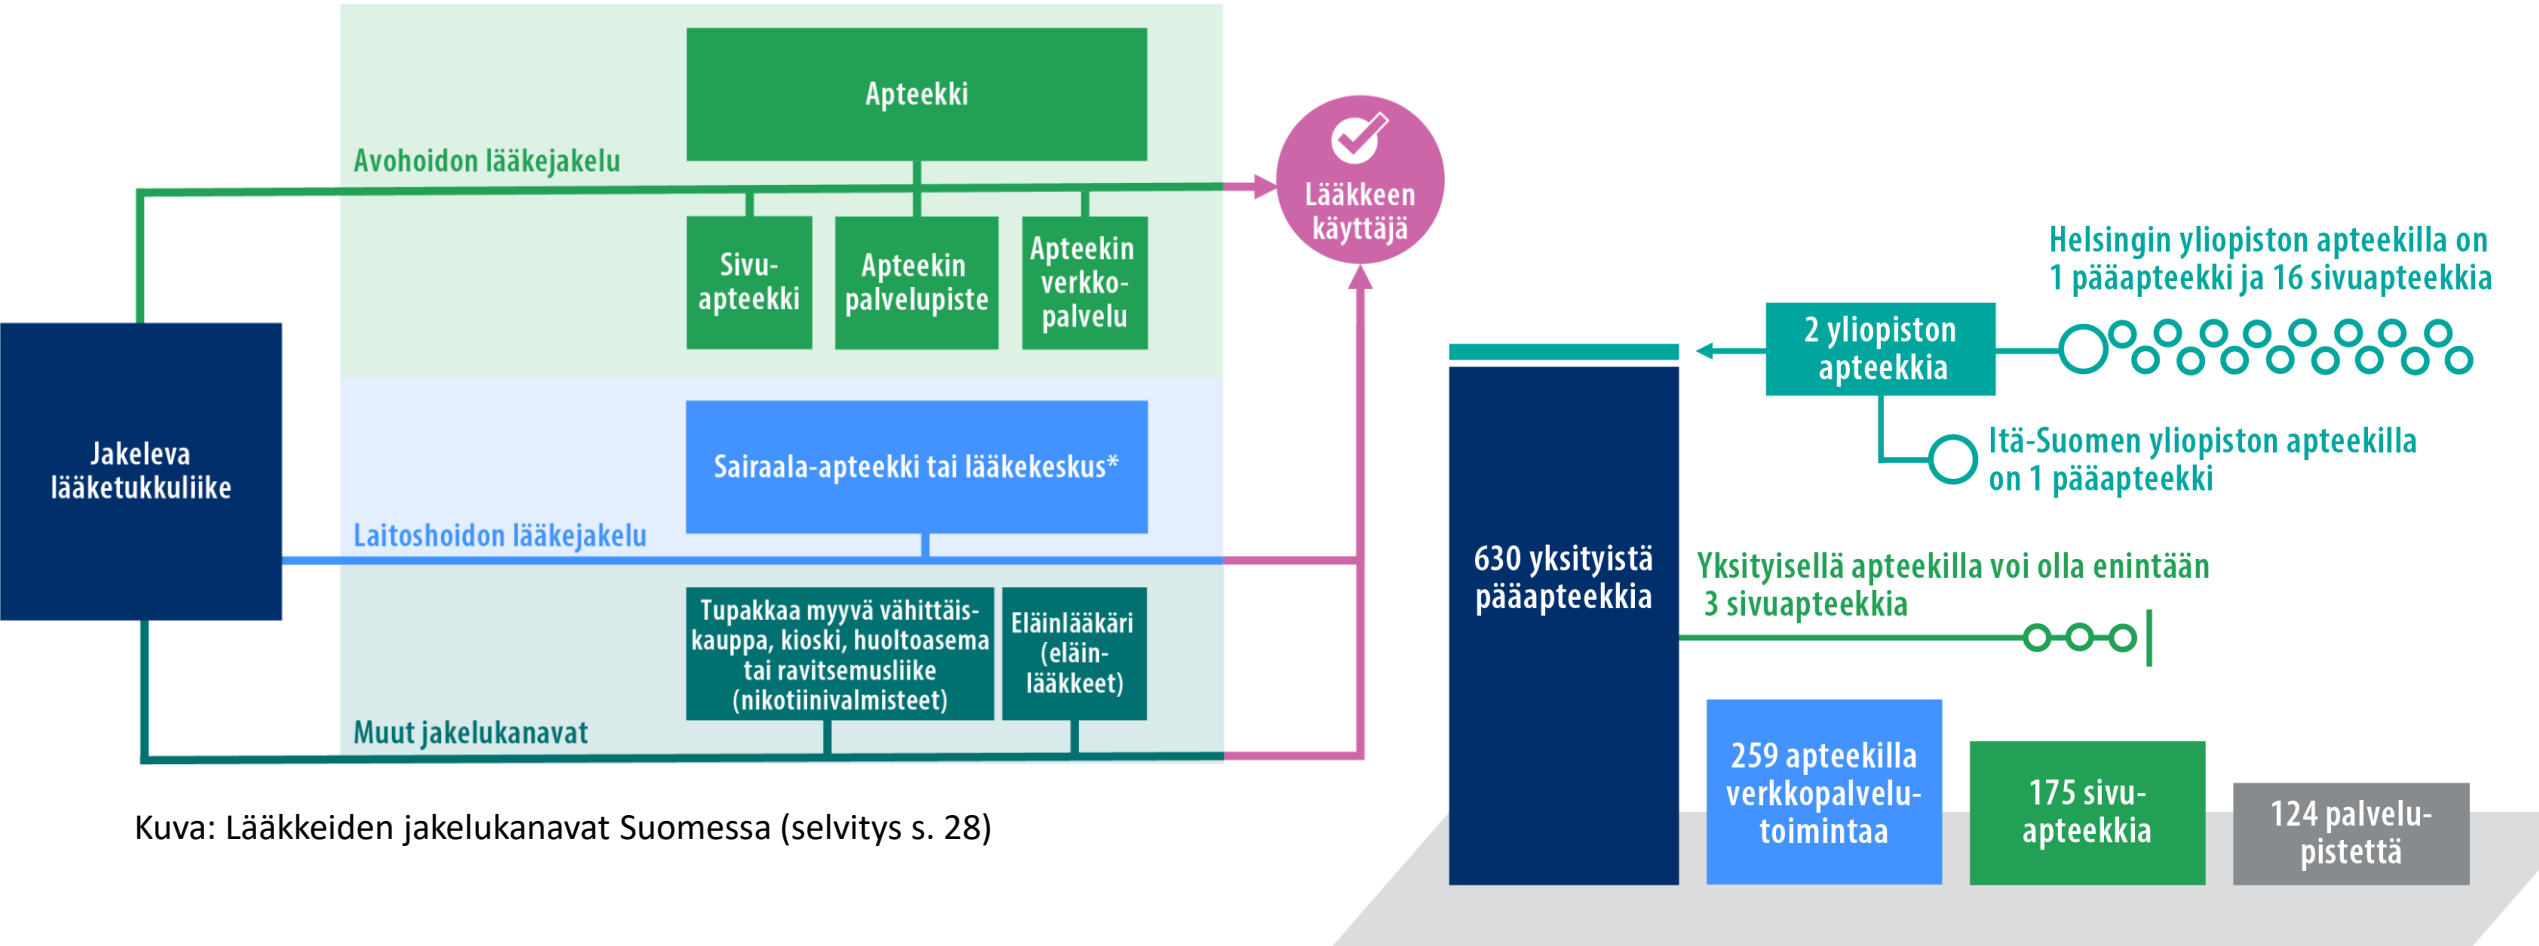 Apteekki
Avohoidon lääkejakelu
Sivu-
apteekki
Apteekin
palvelupiste
Apteekin
verkko-
palvelu
Lääkkeen
käyttäjä
Jakeleva
lääketukkuliike
Sairaala-apteekki tai lääkekeskus*
Laitoshoidon lääkejakelu
Tupakkaa myyvä vähittäis-
kauppa, kioski, huoltoasema
tai ravitsemusliike
(nikotiinivalmisteet)
Eläinlääkäri
(eläin-
lääkkeet)
Muut jakelukanavat
Kuva: Lääkkeiden jakelukanavat Suomessa (selvitys s. 28)
Helsingin yliopiston apteekilla on
1 pääapteekki ja 16 sivuapteekkia
2 yliopiston
apteekkia
Itä-Suomen yliopiston apteekilla
on 1 pääapteekki
630 yksityistä
pääapteekkia
Yksityisellä apteekilla voi olla enintään
3 sivuapteekkia
259 apteekilla
verkkopalvelu-
toimintaa
175 sivu-
apteekkia
124 palvelu-
pistettä